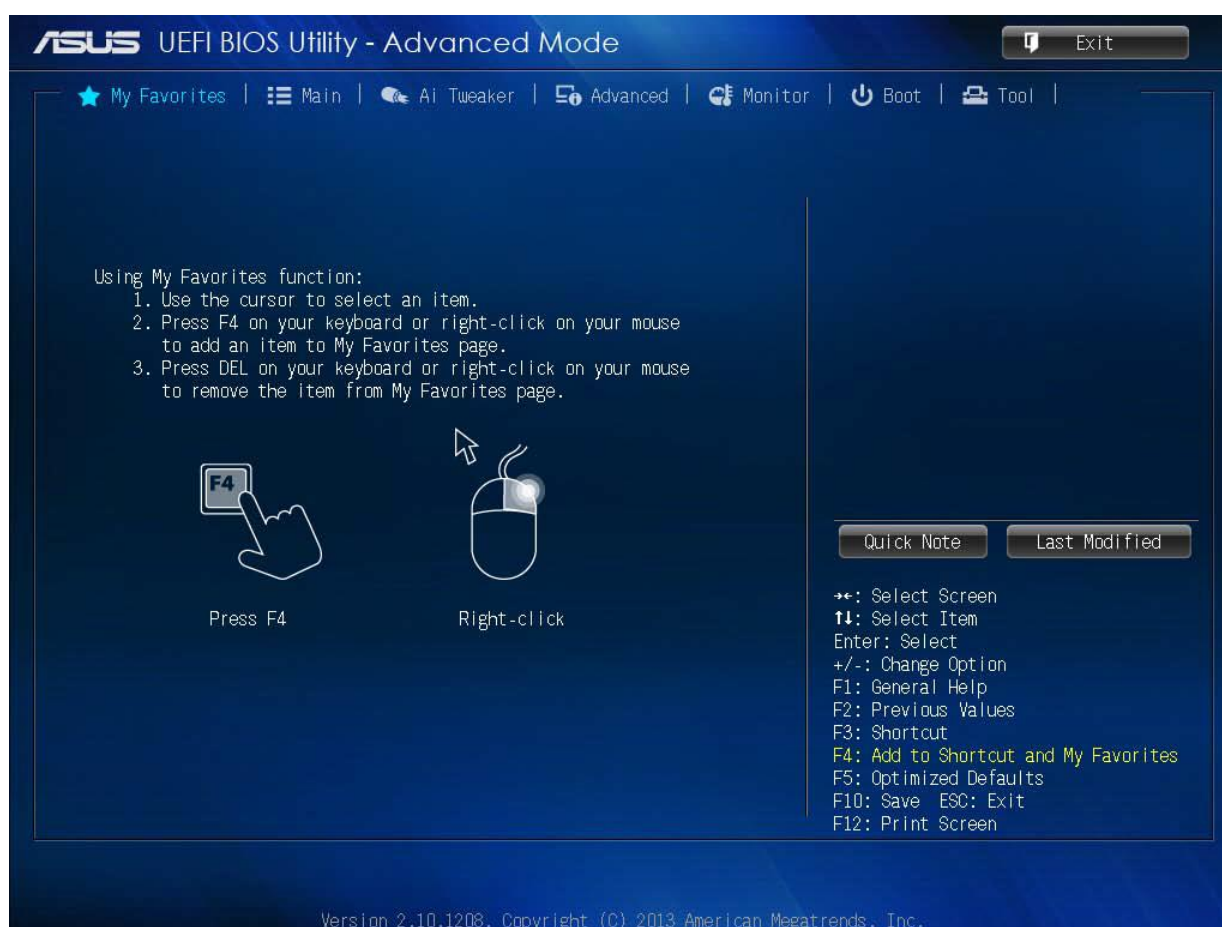 ASUS UEFI BIOS Utility - Advanced Mode
Exit
My Favorites | Main | Ai Tweaker | Advanced | Monitor | Boot | Tool |
Using My Favorites function:
1. Use the cursor to select an item.
2. Press F4 on your keyboard or right-click on your mouse
to add an item to My Favorites page.
3. Press DEL on your keyboard or right-click on your mouse
to remove the item from My Favorites page.
F4
Press F4
Right-click
Quick Note
Last Modified
→←: Select Screen
↑↓: Select Item
Enter: Select
+/-: Change Option
F1: General Help
F2: Previous Values
F3: Shortcut
F4: Add to Shortcut and My Favorites
F5: Optimized Defaults
F10: Save ESC: Exit
F12: Print Screen
Version 2.10.1208. Copyright (C) 2013 American Megatrends, Inc.